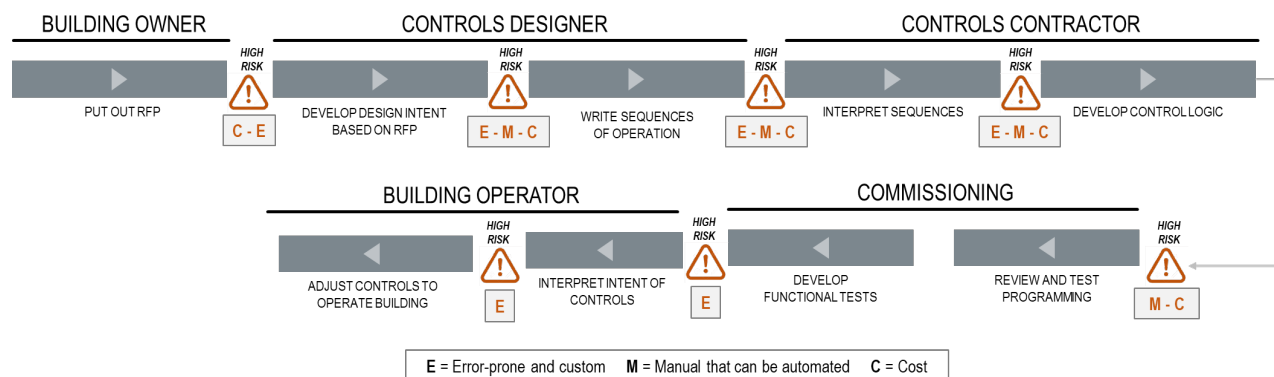 BUILDING OWNER
CONTROLS DESIGNER
CONTROLS CONTRACTOR
HIGH
RISK
HIGH
RISK
HIGH
RISK
HIGH
RISK
PUT OUT RFP
C - E
DEVELOP DESIGN INTENT
BASED ON RFP
E - M - C
WRITE SEQUENCES
OF OPERATION
E - M - C
INTERPRET SEQUENCES
E - M - C
DEVELOP CONTROL LOGIC
BUILDING OPERATOR
COMMISSIONING
HIGH
RISK
HIGH
RISK
HIGH
RISK
ADJUST CONTROLS TO
OPERATE BUILDING
E
INTERPRET INTENT OF
CONTROLS
E
DEVELOP
FUNCTIONAL TESTS
REVIEW AND TEST
PROGRAMMING
M - C
E = Error-prone and custom M = Manual that can be automated C = Cost